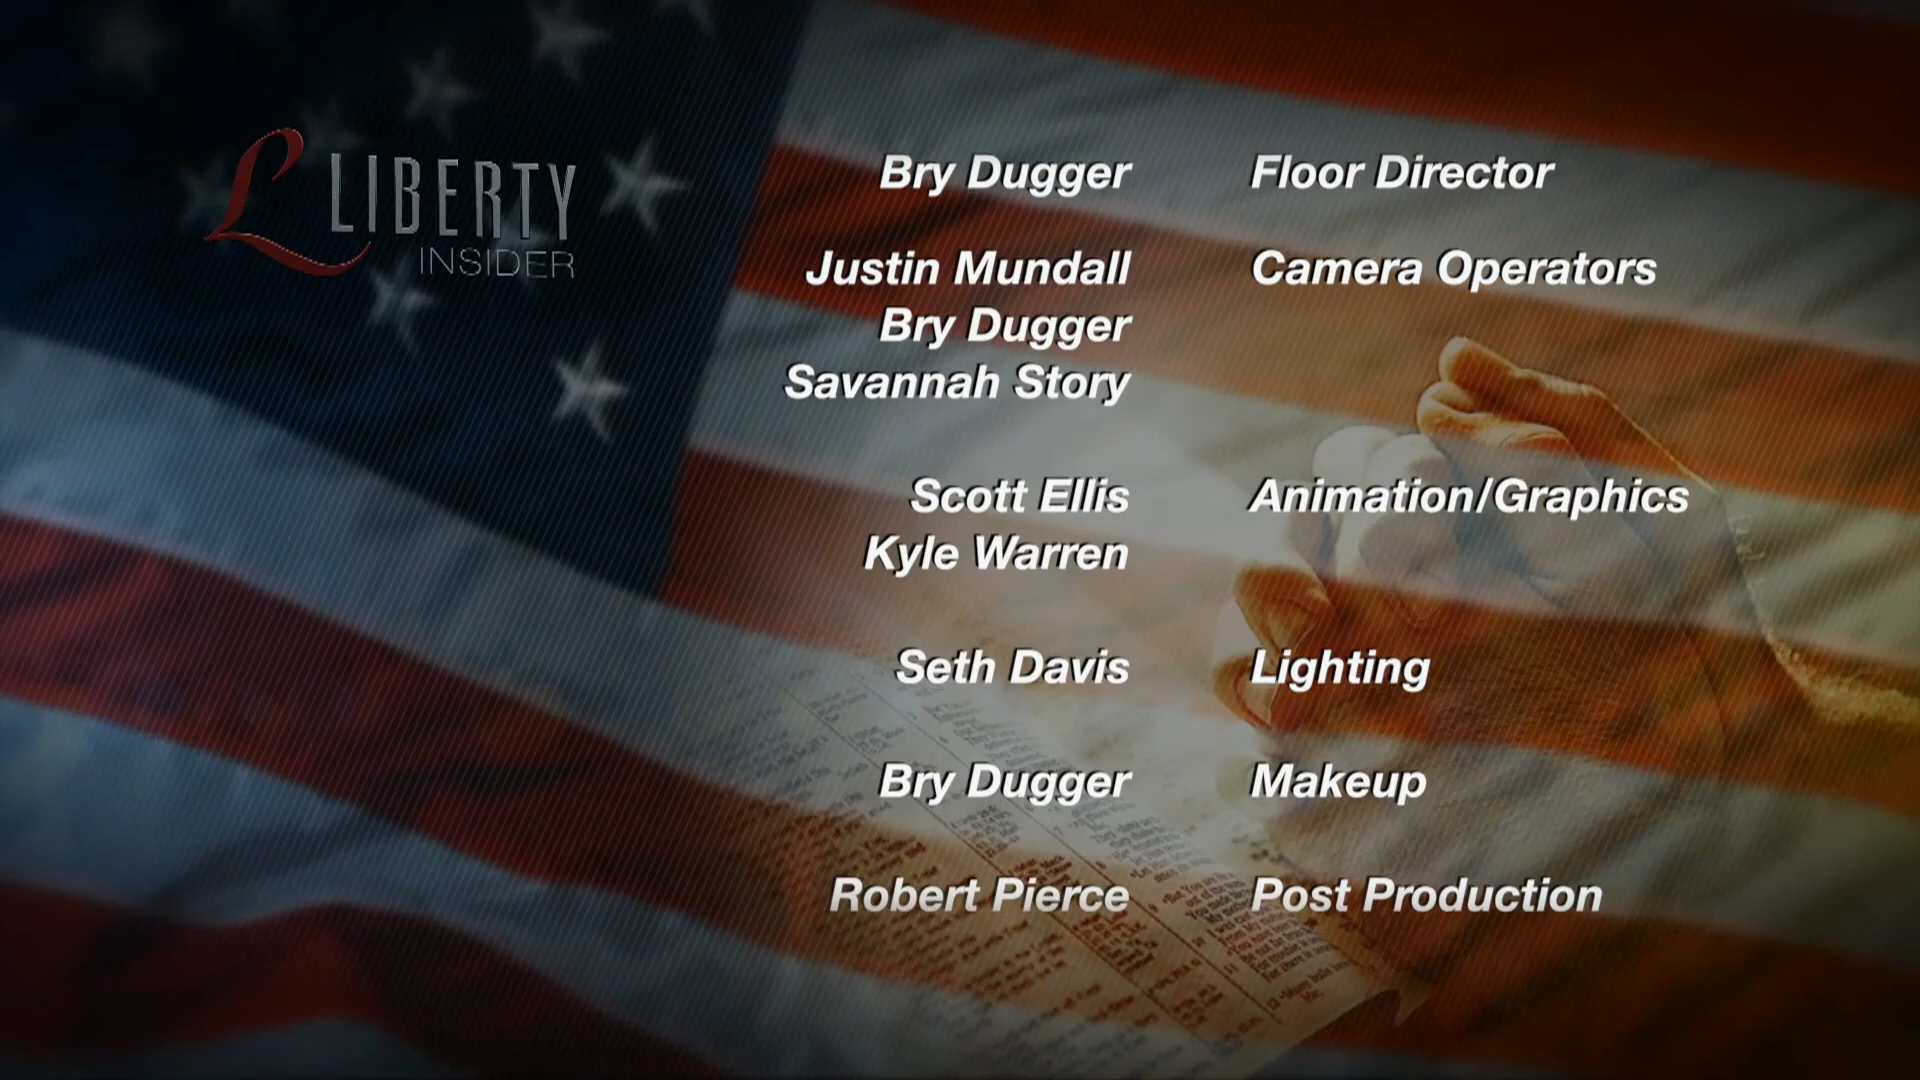 L LIBERTY
INSIDER
Bry Dugger Floor Director
Justin Mundall Camera Operators
Bry Dugger
Savannah Story
Scott Ellis Animation/Graphics
Kyle Warren
Seth Davis Lighting
Bry Dugger Makeup
Robert Pierce Post Production